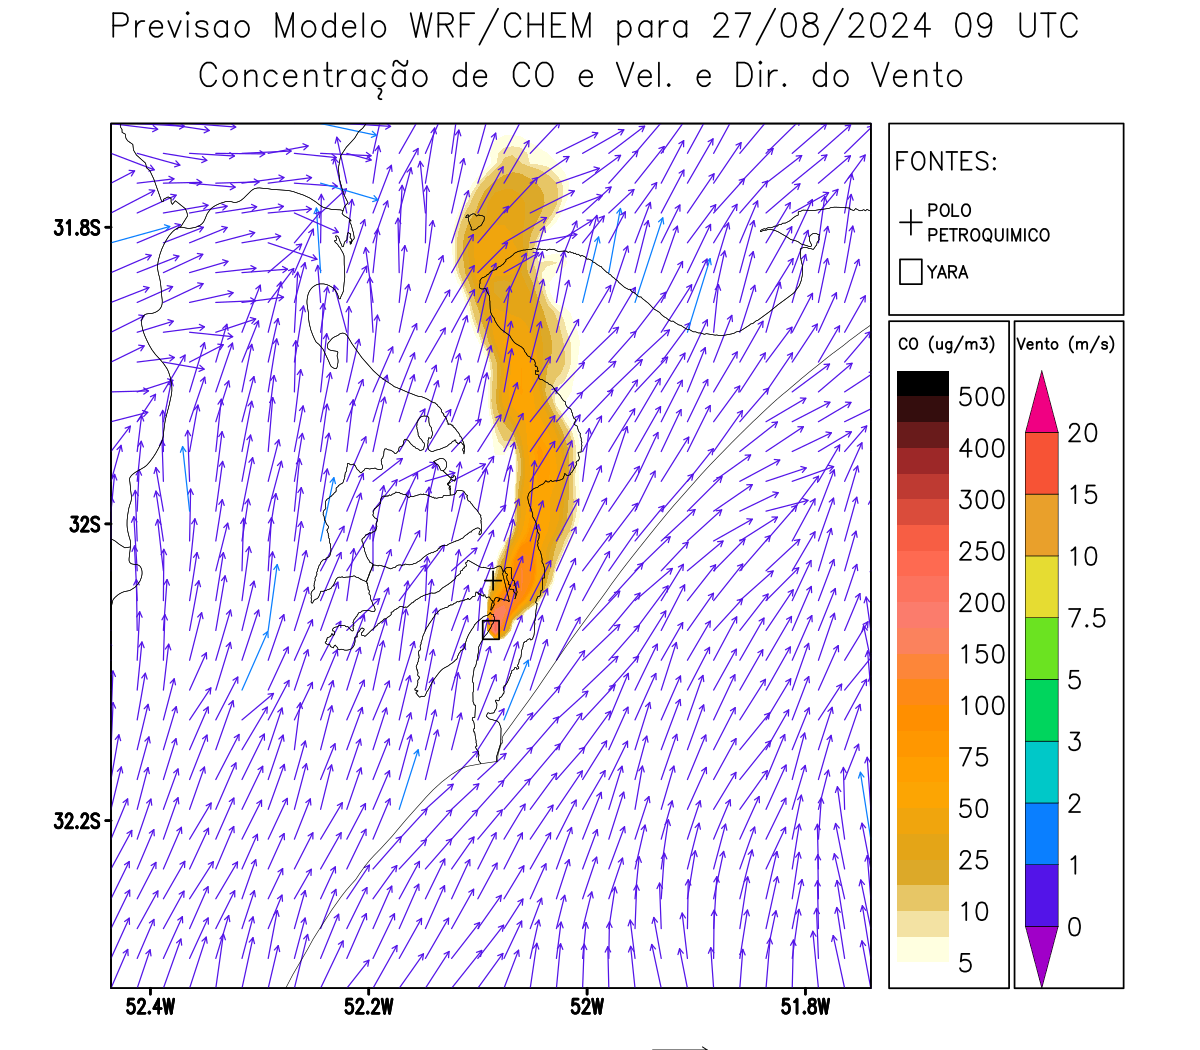 Previsao Modelo WRF/CHEM para 27/08/2024 09 UTC
Concentração de CO e Vel. e Dir. do Vento
FONTES:
POLO
PETROQUIMICO
YARA
CO (ug/m3)
500
400
300
250
200
150
100
75
50
25
10
5
Vento (m/s)
20
15
10
7.5
5
3
2
1
0
31.8S
32S
32.2S
52.4W
52.2W
52W
51.8W